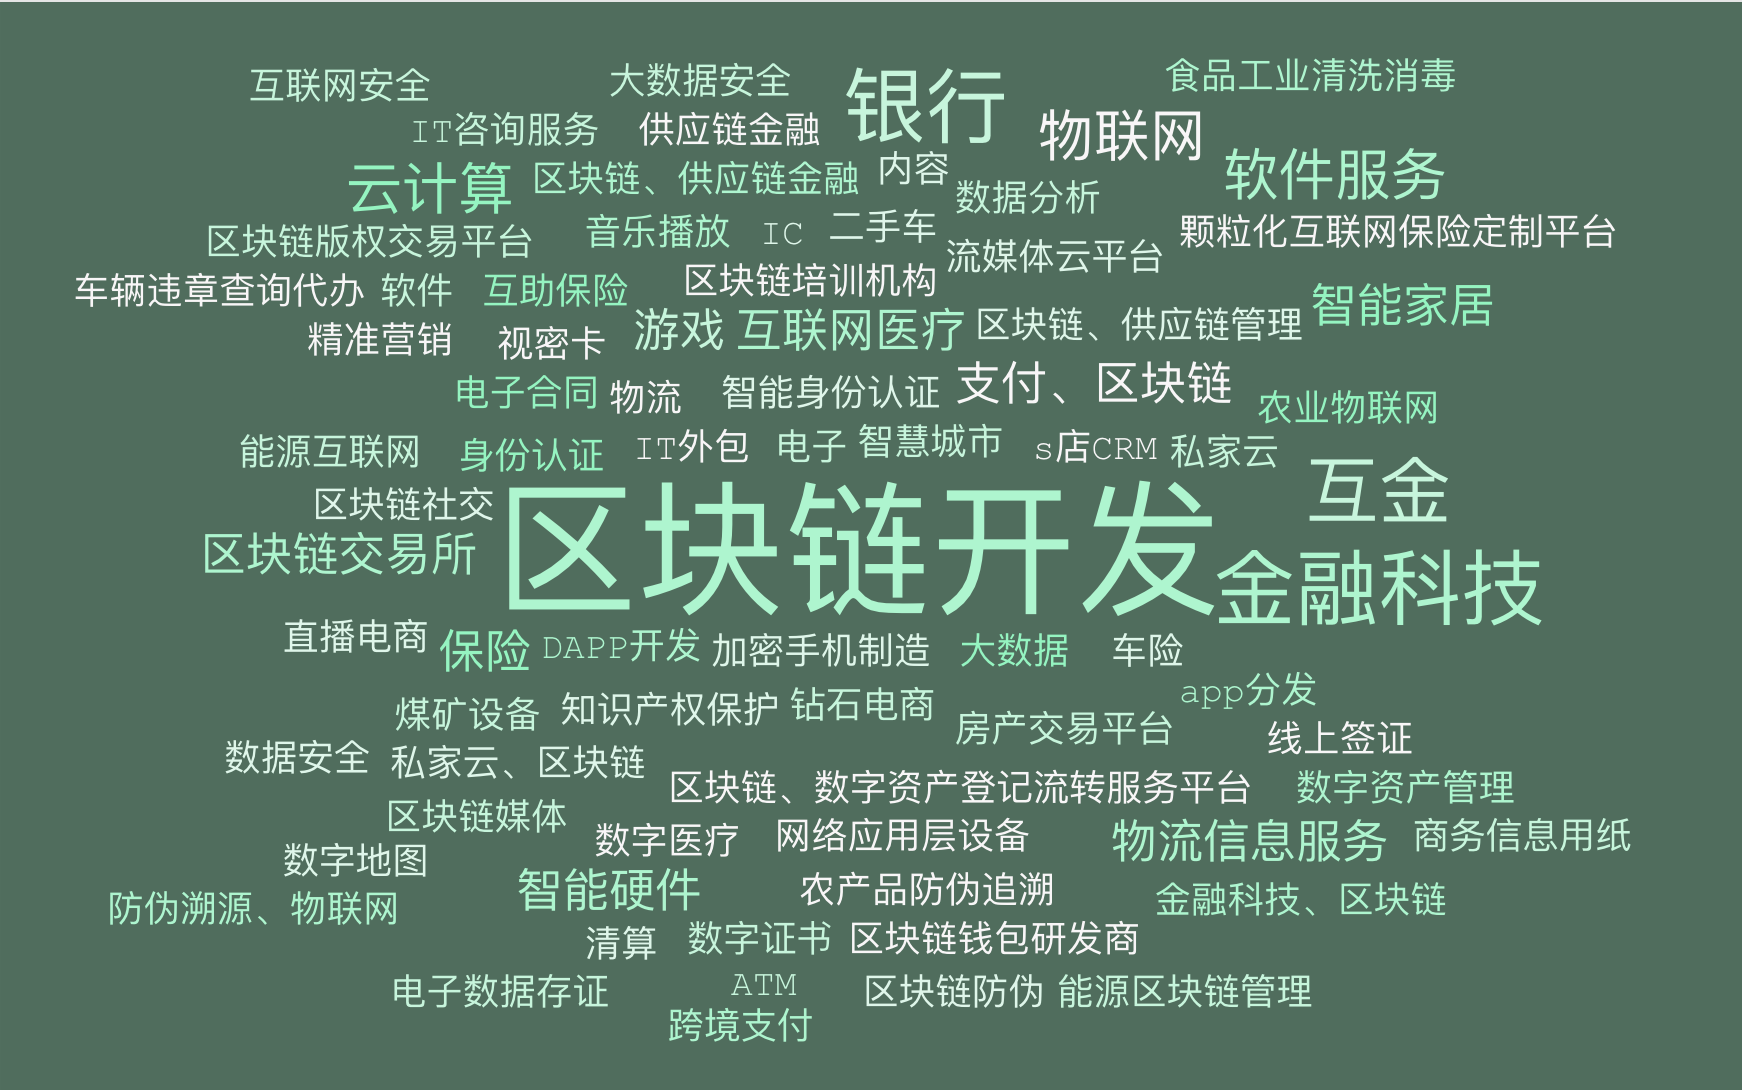 互联网安全
大数据安全
银行
食品工业清洗消毒
IT咨询服务
供应链金融
物联网
云计算
区块链、供应链金融
内容
数据分析
软件服务
区块链版权交易平台
音乐播放
IC
二手车
流媒体云平台
颗粒化互联网保险定制平台
车辆违章查询代办
软件
互助保险
区块链培训机构
智能家居
精准营销
视密卡
游戏
互联网医疗
区块链、供应链管理
电子合同
物流
智能身份认证
支付、区块链
农业物联网
能源互联网
身份认证
IT外包
电子
智慧城市
s店CRM
私家云
区块链社交
区块链开发
互金
区块链交易所
金融科技
直播电商
保险
DAPP开发
加密手机制造
大数据
车险
煤矿设备
知识产权保护
钻石电商
房产交易平台
app分发
线上签证
数据安全
私家云、区块链
区块链、数字资产登记流转服务平台
数字资产管理
区块链媒体
数字医疗
网络应用层设备
物流信息服务
商务信息用纸
数字地图
智能硬件
农产品防伪追溯
金融科技、区块链
防伪溯源、物联网
清算
数字证书
区块链钱包研发商
电子数据存证
ATM
区块链防伪
能源区块链管理
跨境支付